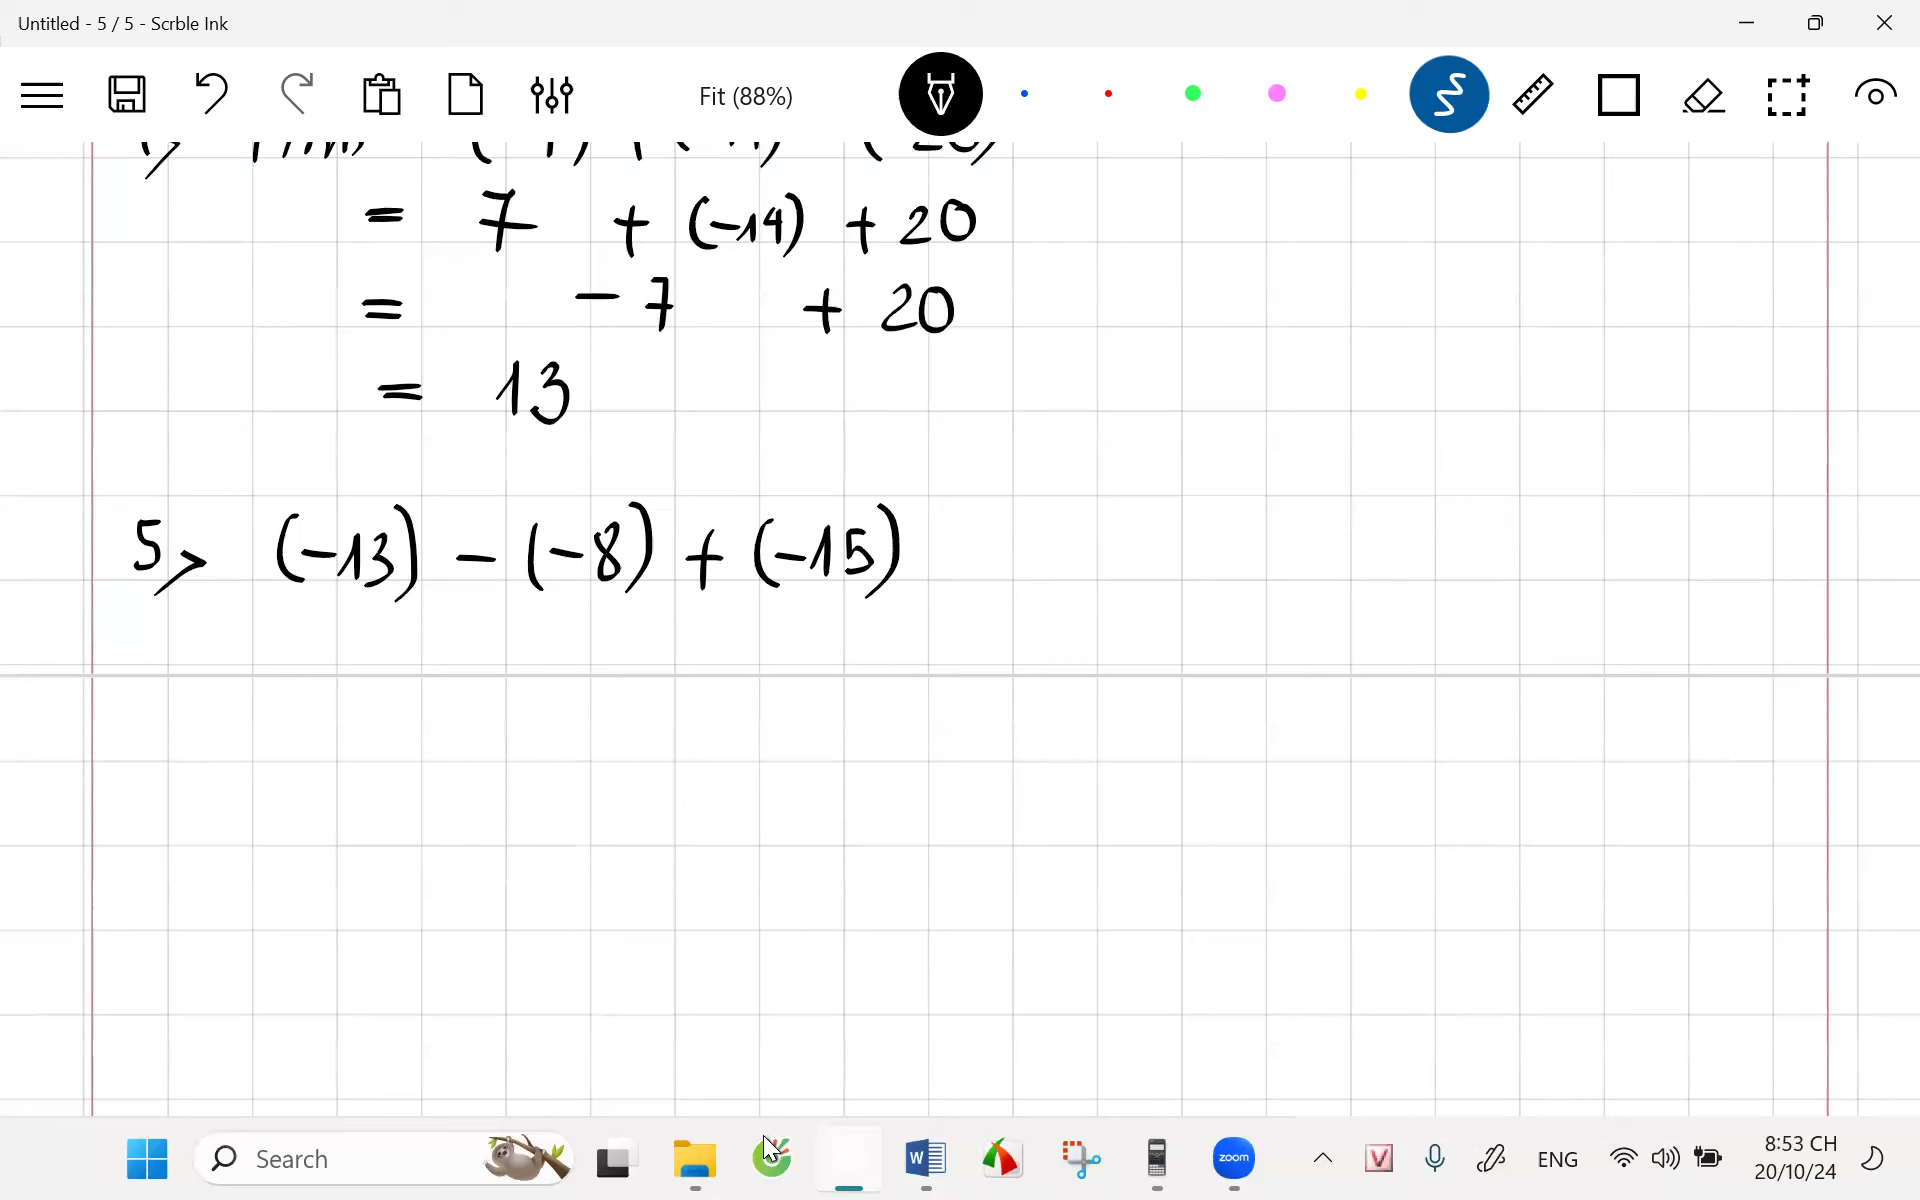 Untitled - 5 / 5 - Scrble Ink
Fit (88%)
= 7 + (-14) + 20
= -7 + 20
= 13
5> (-13) - (-8) + (-15)
Search
W
zoom
V
ENG
8:53 CH
20/10/24